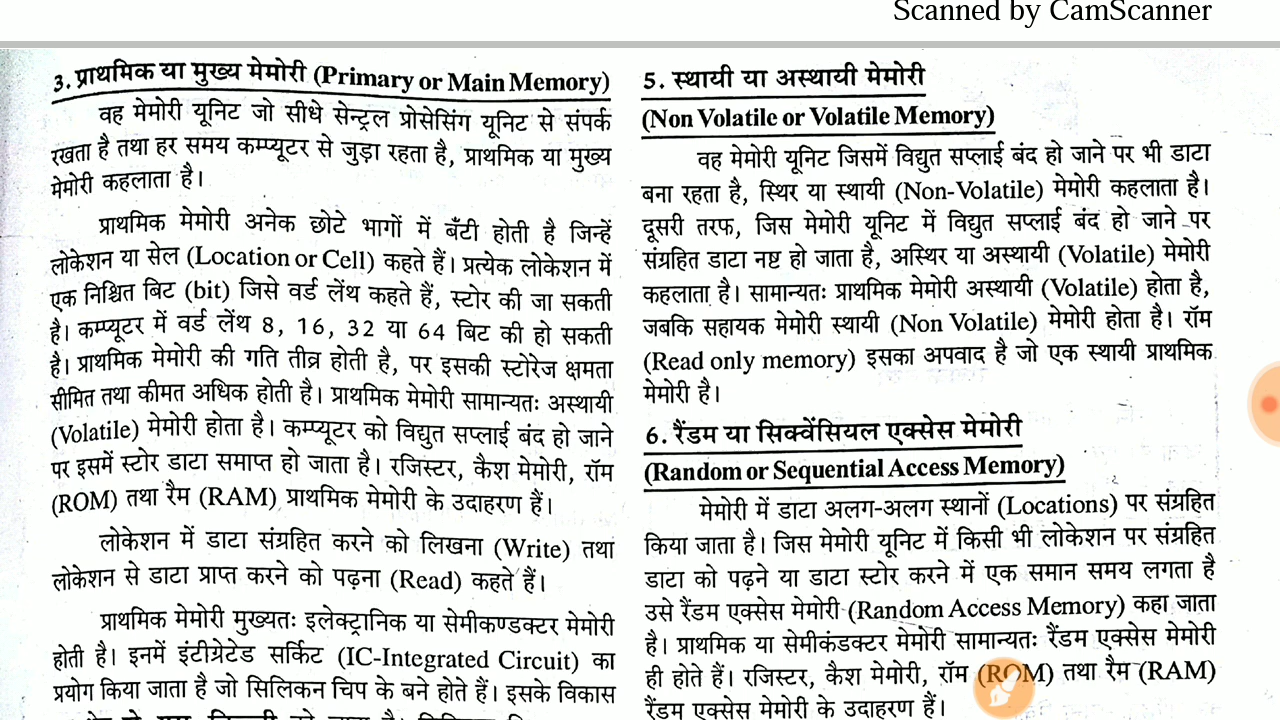 Scanned by CamScanner
3. प्राथमिक या मुख्य मेमोरी (Primary or Main Memory)
वह मेमोरी यूनिट जो सीधे सेन्ट्रल प्रोसेसिंग यूनिट से संपर्क
रखता है तथा हर समय कम्प्यूटर से जुड़ा रहता है, प्राथमिक या मुख्य
मेमोरी कहलाता है।
प्राथमिक मेमोरी अनेक छोटे भागों में बँटी होती है जिन्हें
लोकेशन या सेल (Location or Cell) कहते हैं। प्रत्येक लोकेशन में
एक निश्चित बिट (bit) जिसे वर्ड लेंथ कहते हैं, स्टोर की जा सकती
है। कम्प्यूटर में वर्ड लेंथ 8, 16, 32 या 64 बिट की हो सकती
है। प्राथमिक मेमोरी की गति तीव्र होती है, पर इसकी स्टोरेज क्षमता
सीमित तथा कीमत अधिक होती है। प्राथमिक मेमोरी सामान्यतः अस्थायी
(Volatile) मेमोरी होता है। कम्प्यूटर को विद्युत सप्लाई बंद हो जाने
पर इसमें स्टोर डाटा समाप्त हो जाता है। रजिस्टर, कैश मेमोरी, रॉम
(ROM) तथा रैम (RAM) प्राथमिक मेमोरी के उदाहरण हैं।
लोकेशन में डाटा संग्रहित करने को लिखना (Write) तथा
लोकेशन से डाटा प्राप्त करने को पढ़ना (Read) कहते हैं।
प्राथमिक मेमोरी मुख्यतः इलेक्ट्रानिक या सेमीकण्डक्टर मेमोरी
होती है। इनमें इंटीग्रेटेड सर्किट (IC-Integrated Circuit) का
प्रयोग किया जाता है जो सिलिकन चिप के बने होते हैं। इसके विकास
5. स्थायी या अस्थायी मेमोरी
(Non Volatile or Volatile Memory)
वह मेमोरी यूनिट जिसमें विद्युत सप्लाई बंद हो जाने पर भी डाटा
बना रहता है, स्थिर या स्थायी (Non-Volatile) मेमोरी कहलाता है।
दूसरी तरफ, जिस मेमोरी यूनिट में विद्युत सप्लाई बंद हो जाने पर
संग्रहित डाटा नष्ट हो जाता है, अस्थिर या अस्थायी (Volatile) मेमोरी
कहलाता है। सामान्यतः प्राथमिक मेमोरी अस्थायी (Volatile) होता है,
जबकि सहायक मेमोरी स्थायी (Non Volatile) मेमोरी होता है। रॉम
(Read only memory) इसका अपवाद है जो एक स्थायी प्राथमिक
मेमोरी है।
6. रैंडम या सिक्वेंसियल एक्सेस मेमोरी
(Random or Sequential Access Memory)
मेमोरी में डाटा अलग-अलग स्थानों (Locations) पर संग्रहित
किया जाता है। जिस मेमोरी यूनिट में किसी भी लोकेशन पर संग्रहित
डाटा को पढ़ने या डाटा स्टोर करने में एक समान समय लगता है
उसे रैंडम एक्सेस मेमोरी (Random Access Memory) कहा जाता
है। प्राथमिक या सेमीकंडक्टर मेमोरी सामान्यतः रैंडम एक्सेस मेमोरी
ही होते हैं। रजिस्टर, कैश मेमोरी, रॉम (ROM) तथा रैम (RAM)
रैंडम एक्सेस मेमोरी के उदाहरण हैं।